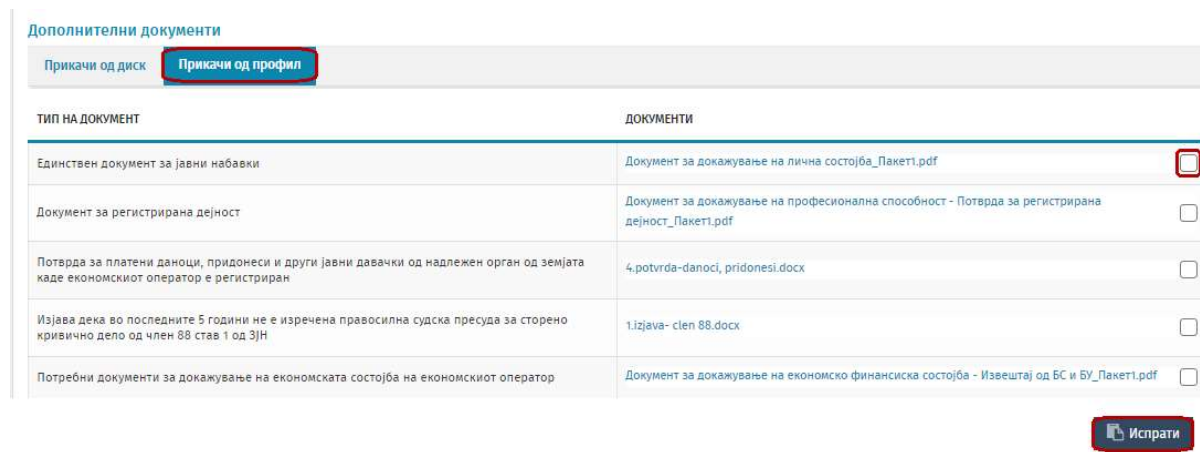 Дополнителни документи
Прикачи од диск Прикачи од профил
ТИП НА ДОКУМЕНТ ДОКУМЕНТИ
Единствен документ за јавни набавки Документ за докажување на лична состојба_Пакет1.pdf
Документ за регистрирана дејност Документ за докажување на професионална способност - Потврда за регистрирана
дејност_Пакет1.pdf
Потврда за платени даноци, придонеси и други јавни давачки од надлежен орган од земјата
каде економскиот оператор е регистриран 4.potvrda-danoci, pridonesi.docx
Изјава дека во последните 5 години не е изречена правосилна судска пресуда за сторено
кривично дело од член 88 став 1 од ЗЈН 1.izjava- clen 88.docx
Потребни документи за докажување на економската состојба на економскиот оператор Документ за докажување на економско финансиска состојба - Извештај од БС и БУ_Пакет1.pdf
Испрати